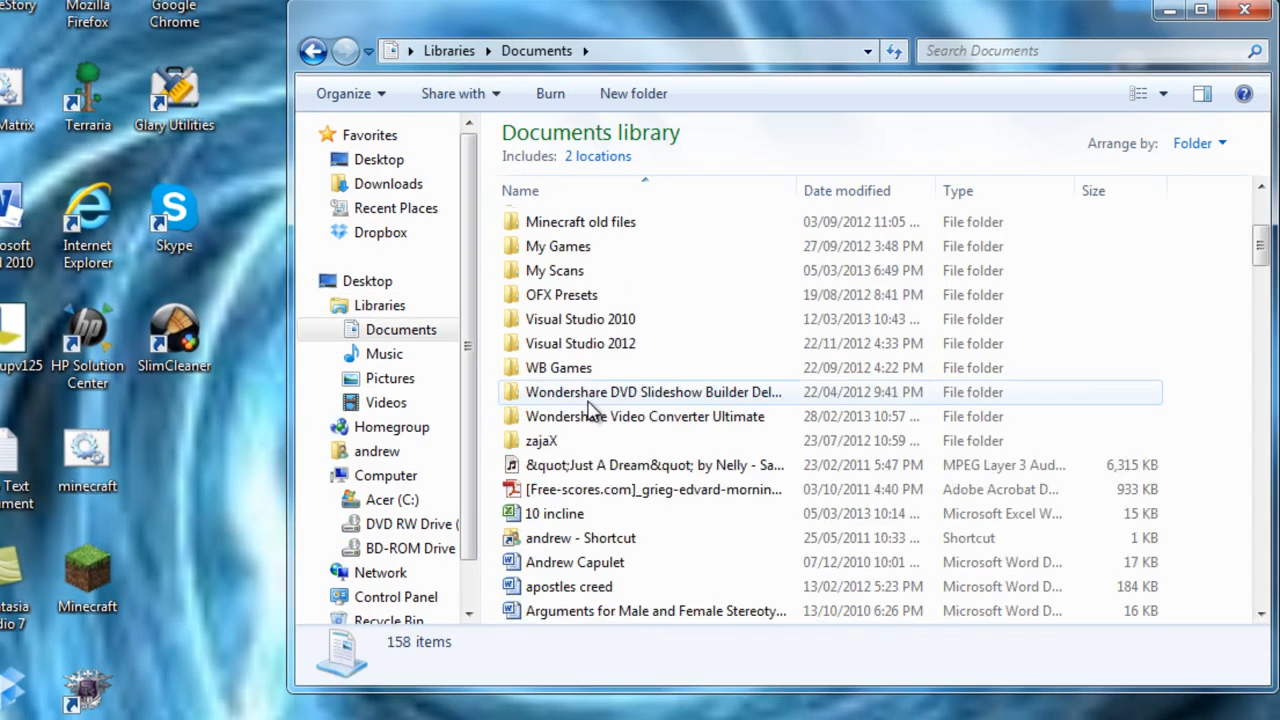 eStory
Mozilla
Firefox
Google
Chrome
Matrix
Terraria
Glary Utilities
osoft
d 2010
Internet
Explorer
Skype
upv125
HP Solution
Center
SlimCleaner
Text
ument
minecraft
ntasia
dio 7
Minecraft
Libraries
Documents
Search Documents
Organize
Share with
Burn
New folder
Favorites
Desktop
Downloads
Recent Places
Dropbox
Desktop
Libraries
Documents
Music
Pictures
Videos
Homegroup
andrew
Computer
Acer (C:)
DVD RW Drive (
BD-ROM Drive
Network
Control Panel
Recycle Bin
Documents library
Includes: 2 locations
Arrange by: Folder
Name Date modified Type Size
Minecraft old files 03/09/2012 11:05 ... File folder
My Games 27/09/2012 3:48 PM File folder
My Scans 05/03/2013 6:49 PM File folder
OFX Presets 19/08/2012 8:41 PM File folder
Visual Studio 2010 12/03/2013 10:43 ... File folder
Visual Studio 2012 22/11/2012 4:33 PM File folder
WB Games 22/09/2012 4:22 PM File folder
Wondershare DVD Slideshow Builder Del... 22/04/2012 9:41 PM File folder
Wondershare Video Converter Ultimate 28/02/2013 10:57 ... File folder
zajaX 23/07/2012 10:59 ... File folder
&quot;Just A Dream&quot; by Nelly - Sa... 23/02/2011 5:47 PM MPEG Layer 3 Aud... 6,315 KB
[Free-scores.com]_grieg-edvard-mornin... 03/10/2011 4:40 PM Adobe Acrobat D... 933 KB
10 incline 05/03/2013 10:14 ... Microsoft Excel W... 15 KB
andrew - Shortcut 25/05/2011 10:33 ... Shortcut 1 KB
Andrew Capulet 07/12/2010 10:01 ... Microsoft Word D... 17 KB
apostles creed 13/02/2012 5:23 PM Microsoft Word D... 184 KB
Arguments for Male and Female Stereoty... 13/10/2010 6:26 PM Microsoft Word D... 16 KB
158 items